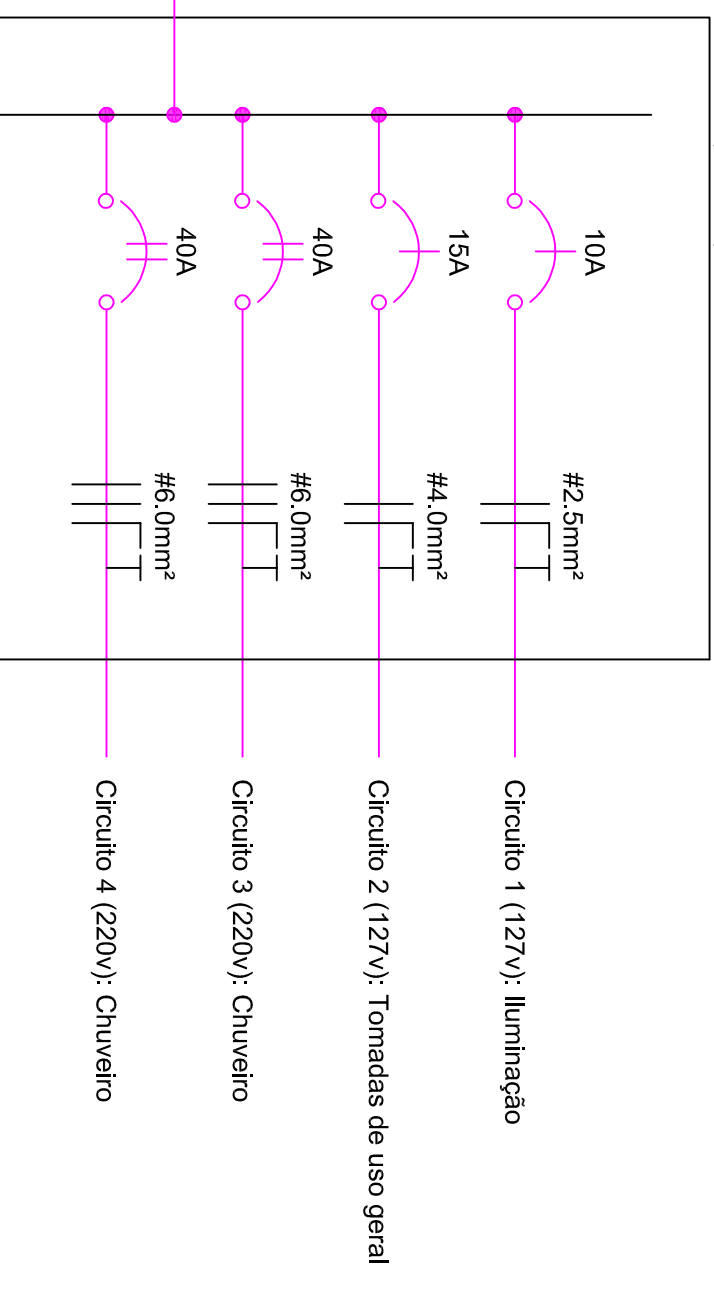 10A
#2.5mm²
Circuito 1 (127v): Iluminação
15A
#4.0mm²
Circuito 2 (127v): Tomadas de uso geral
40A
#6.0mm²
Circuito 3 (220v): Chuveiro
40A
#6.0mm²
Circuito 4 (220v): Chuveiro